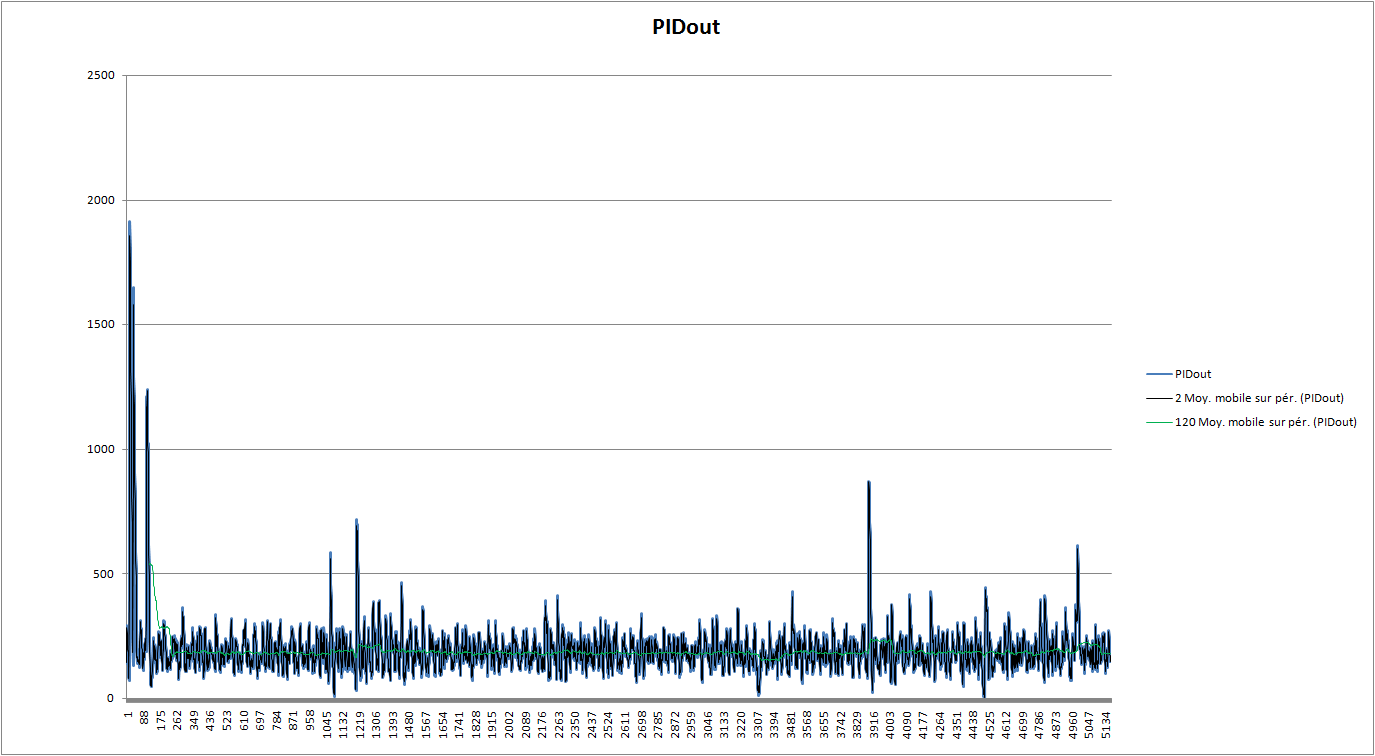 PIDout
2500
2000
1500
1000
500
0
1 88 175 262 349 436 523 610 697 784 871 958 1045 1132 1219 1306 1393 1480 1567 1654 1741 1828 1915 2002 2089 2176 2263 2350 2437 2524 2611 2698 2785 2872 2959 3046 3133 3220 3307 3394 3481 3568 3655 3742 3829 3916 4003 4090 4177 4264 4351 4438 4525 4612 4699 4786 4873 4960 5047 5134
PIDout
2 Moy. mobile sur pér. (PIDout)
120 Moy. mobile sur pér. (PIDout)